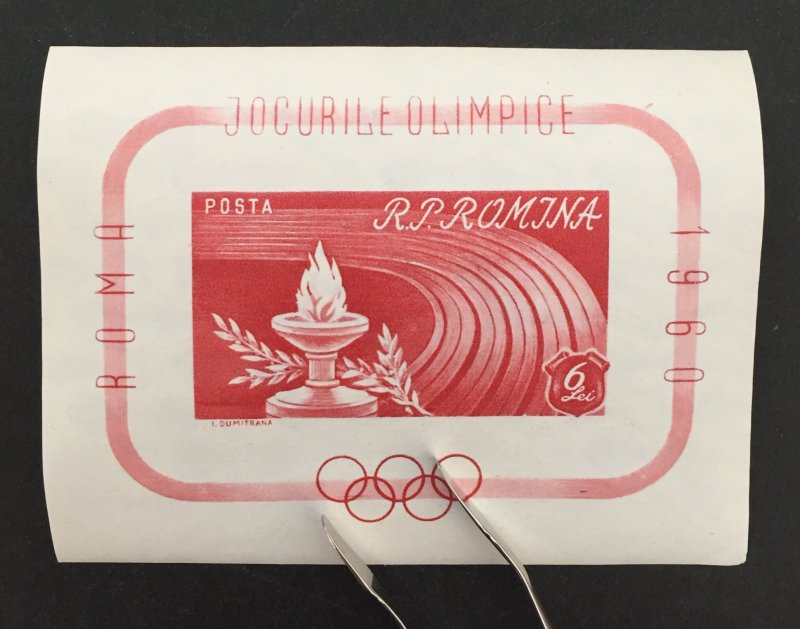 JOCURILE OLIMPICE
POSTA
R.P.ROMINA
ROMA
1960
6
Lei
I. DUMITRANA